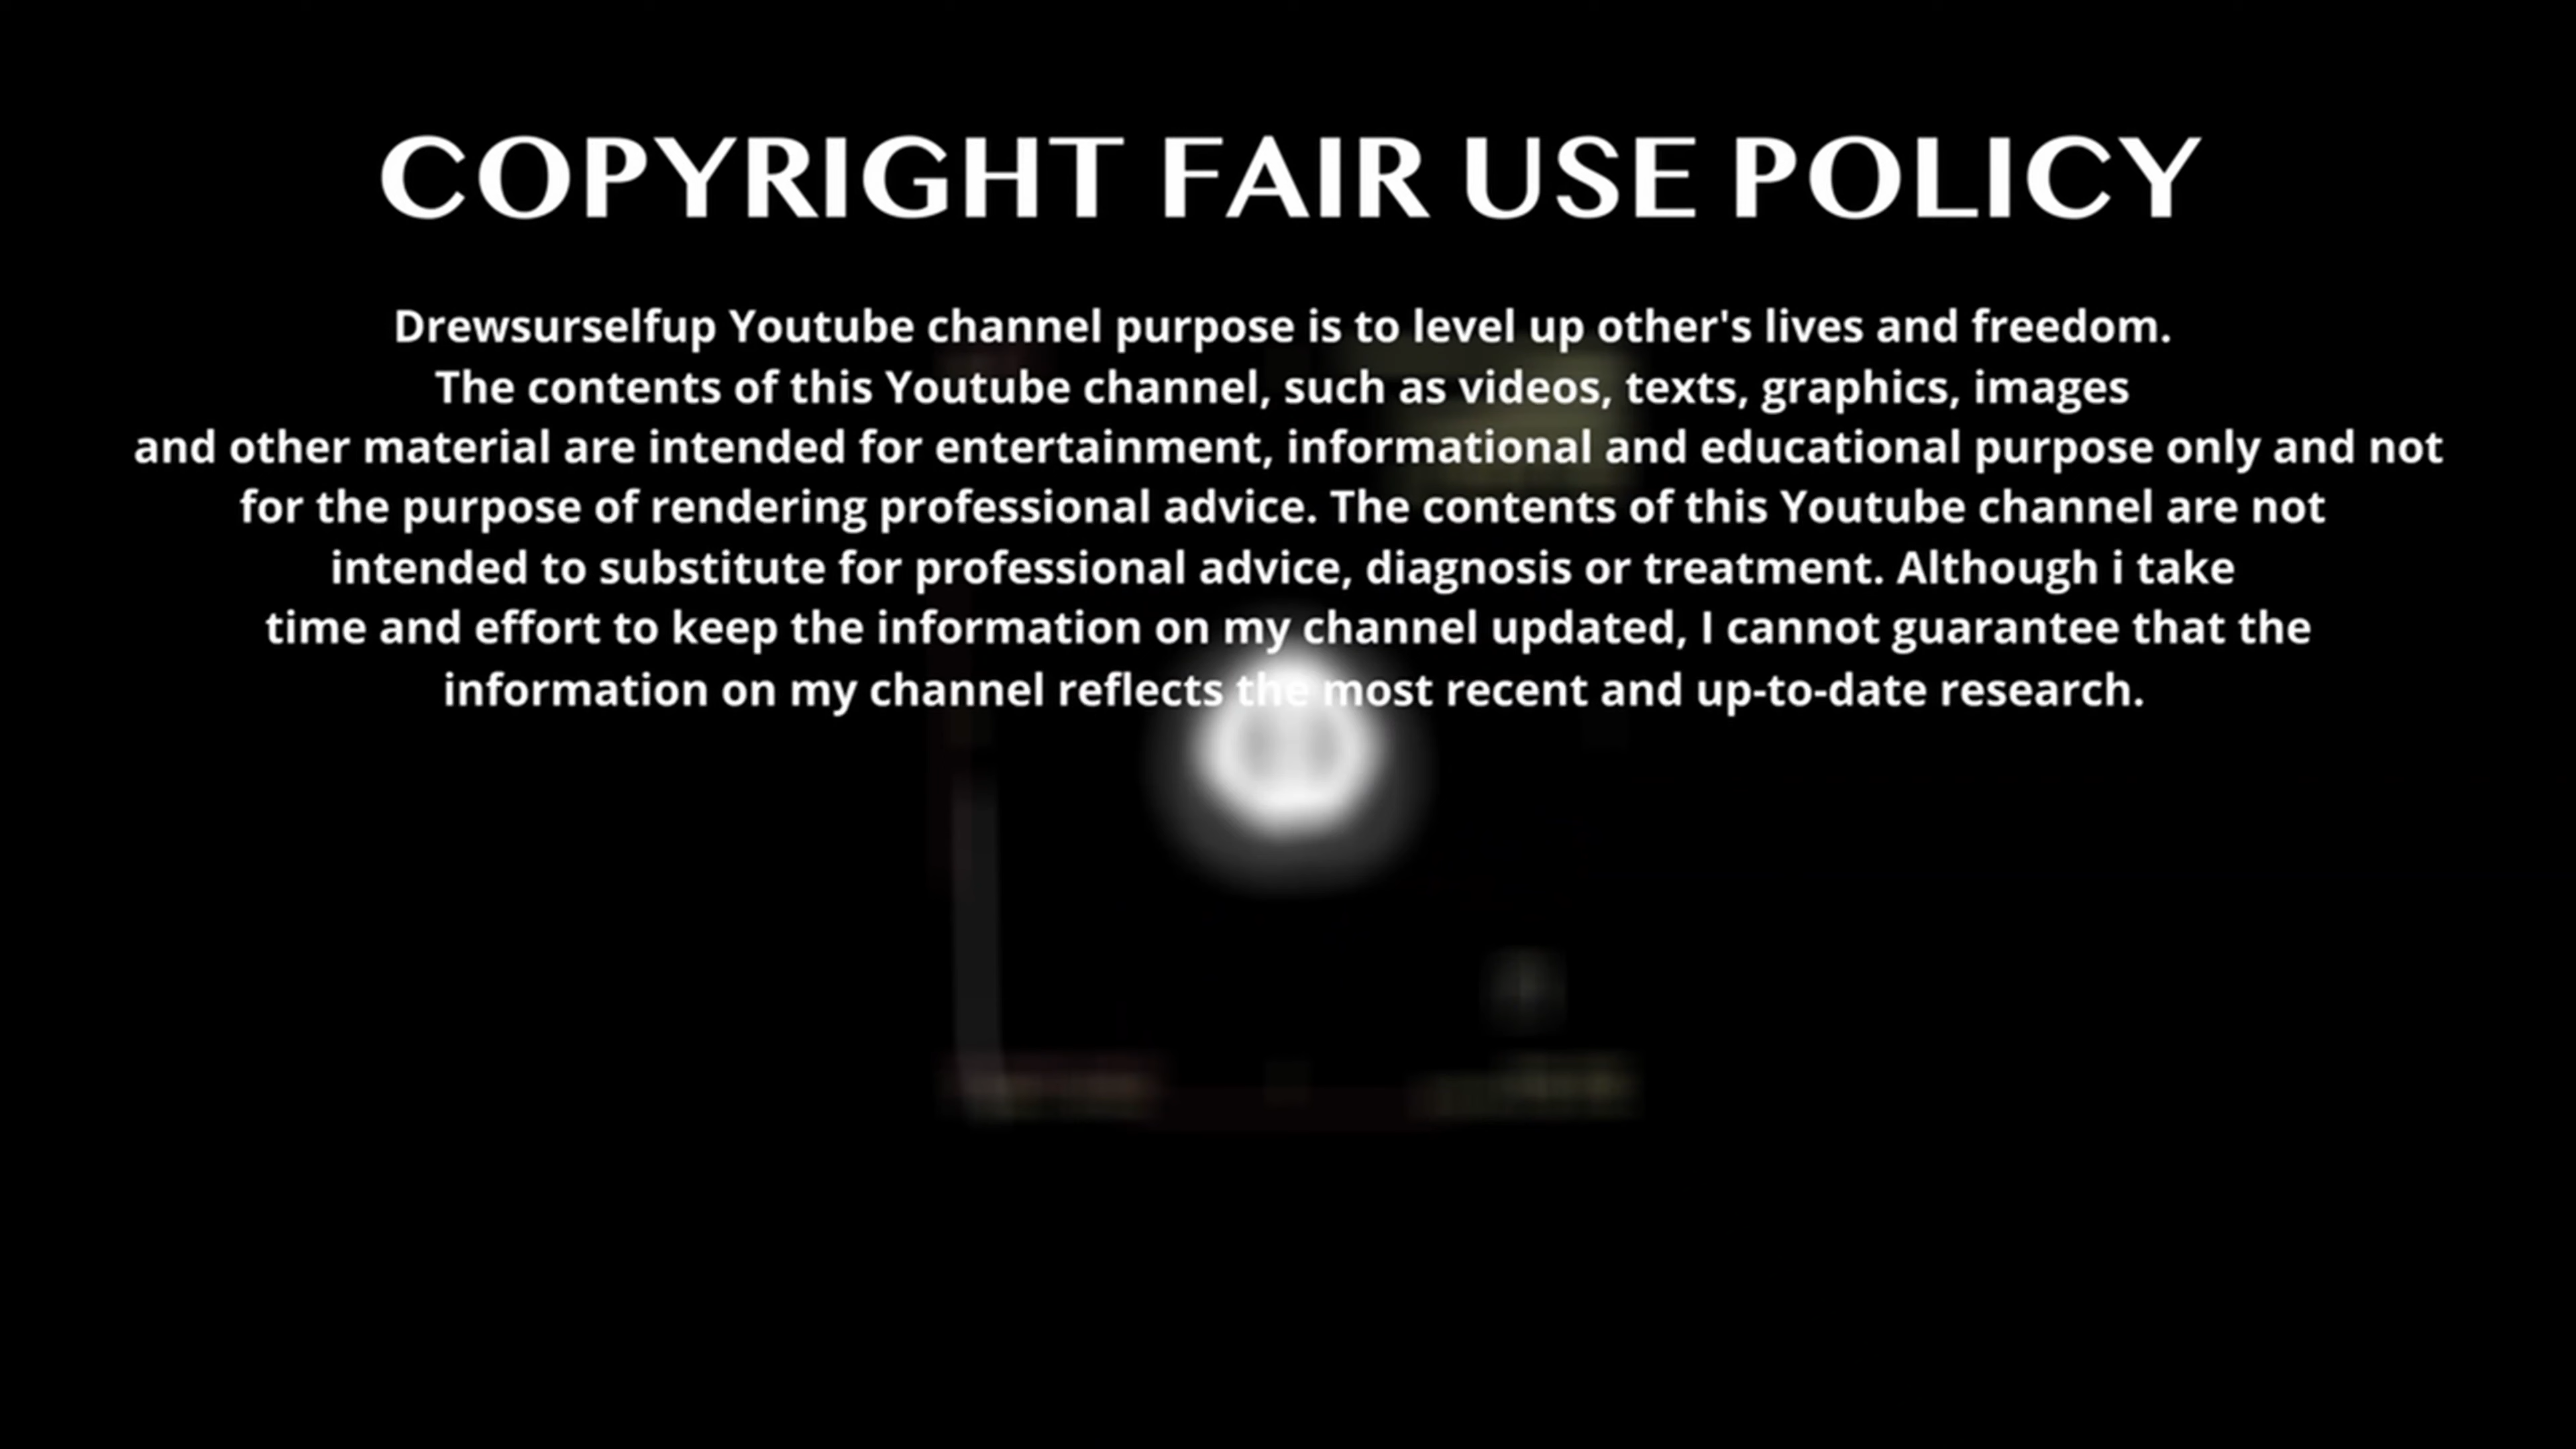 COPYRIGHT FAIR USE POLICY
Drewsurselfup Youtube channel purpose is to level up other's lives and freedom.
The contents of this Youtube channel, such as videos, texts, graphics, images
and other material are intended for entertainment, informational and educational purpose only and not
for the purpose of rendering professional advice. The contents of this Youtube channel are not
intended to substitute for professional advice, diagnosis or treatment. Although i take
time and effort to keep the information on my channel updated, I cannot guarantee that the
information on my channel reflects the most recent and up-to-date research.